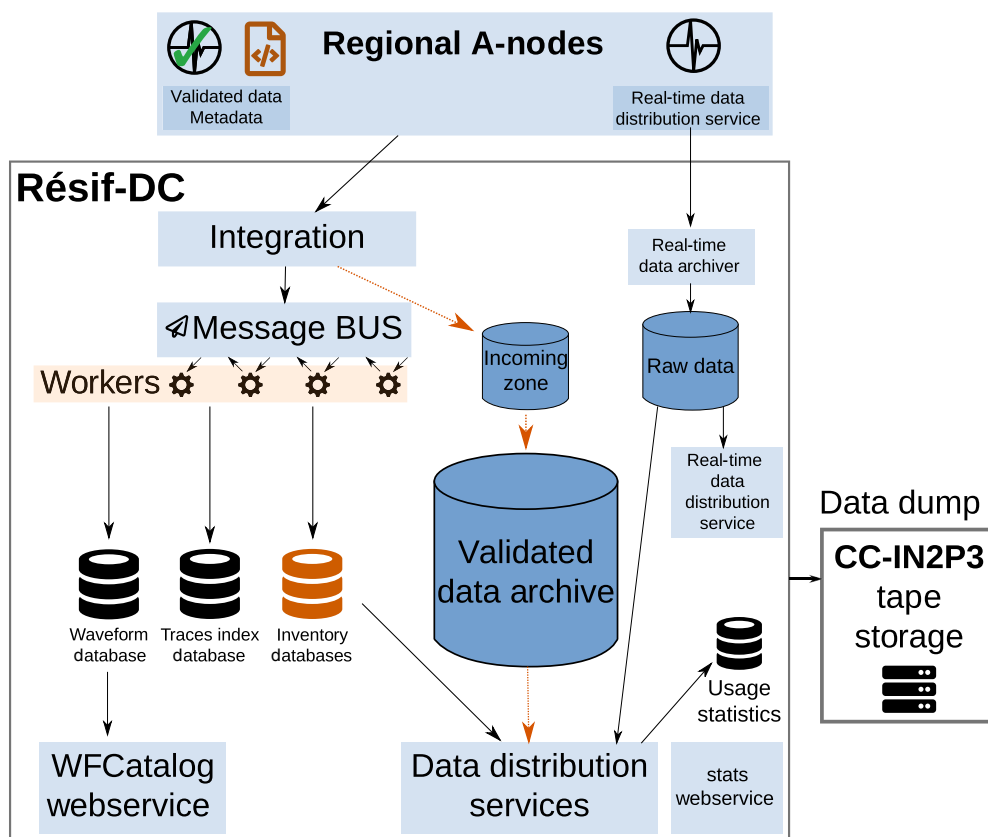 Regional A-nodes
Validated data
Metadata
Real-time data
distribution service
Résif-DC
Integration
Real-time
data archiver
Message BUS
Incoming
zone
Raw data
Workers
Real-time
data
distribution
service
Data dump
Validated
data archive
CC-IN2P3
tape
storage
Waveform
database
Traces index
database
Inventory
databases
Usage
statistics
WFCatalog
webservice
Data distribution
services
stats
webservice